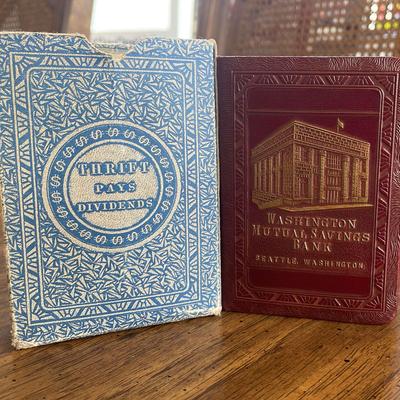 THRIFT
PAYS
DIVIDENDS
WASHINGTON
MUTUAL SAVINGS
BANK
SEATTLE, WASHINGTON